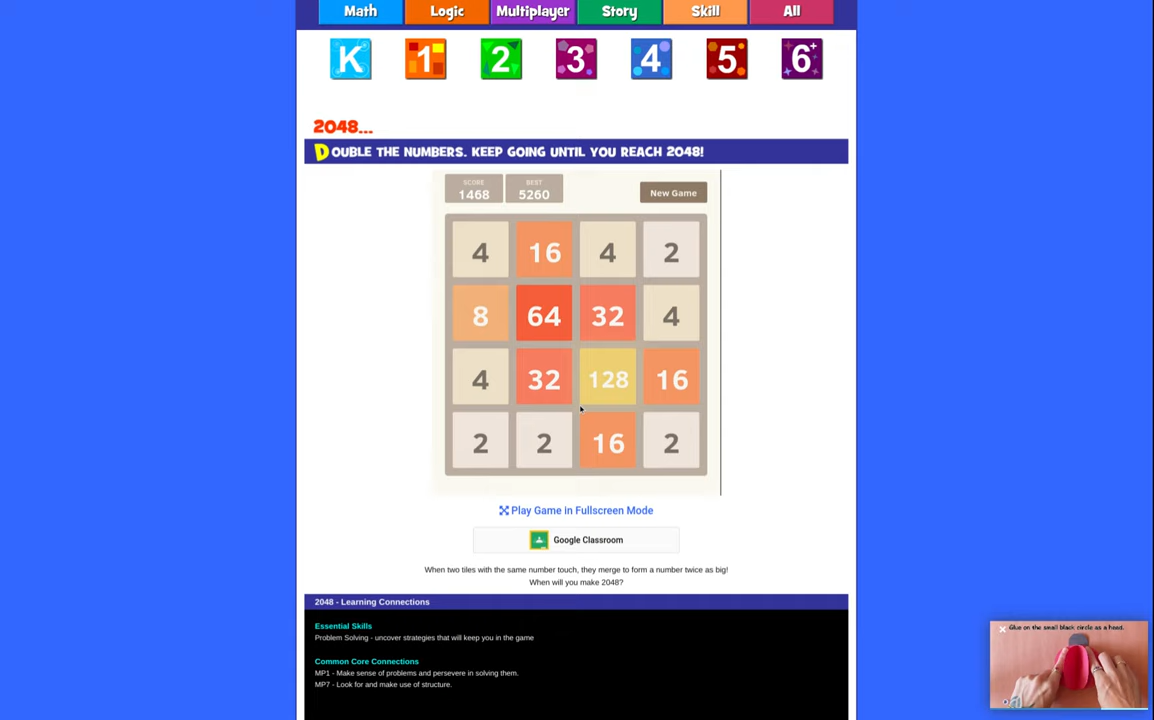 Math Logic Multiplayer Story Skill All
K 1 2 3 4 5 6+
2048...
DOUBLE THE NUMBERS. KEEP GOING UNTIL YOU REACH 2048!
SCORE BEST
1468 5260 New Game
4 16 4 2
8 64 32 4
4 32 128 16
2 2 16 2
Play Game in Fullscreen Mode
Google Classroom
When two tiles with the same number touch, they merge to form a number twice as big!
When will you make 2048?
2048 - Learning Connections
Essential Skills
Problem Solving - uncover strategies that will keep you in the game
Common Core Connections
MP1 - Make sense of problems and persevere in solving them.
MP7 - Look for and make use of structure.
Glue on the small black circle as a head.